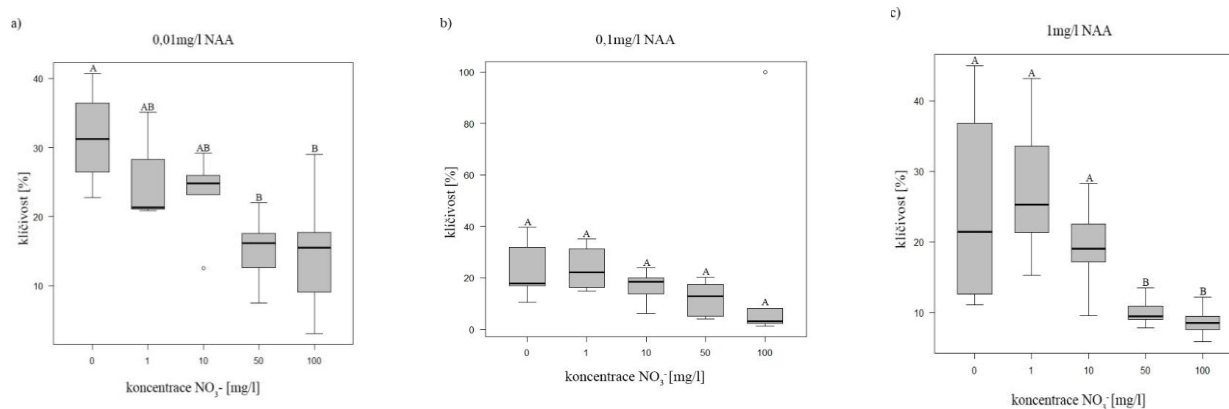 a)
0,01mg/l NAA
klíčivost [%]
40
30
20
10
A
AB
AB
B
B
0 1 10 50 100
koncentrace NO3- [mg/l]
b)
0,1mg/l NAA
klíčivost [%]
100
80
60
40
20
0
A
A
A
A
A
0 1 10 50 100
koncentrace NO3- [mg/l]
c)
1mg/l NAA
klíčivost [%]
40
30
20
10
A
A
A
B
B
0 1 10 50 100
koncentrace NO3- [mg/l]